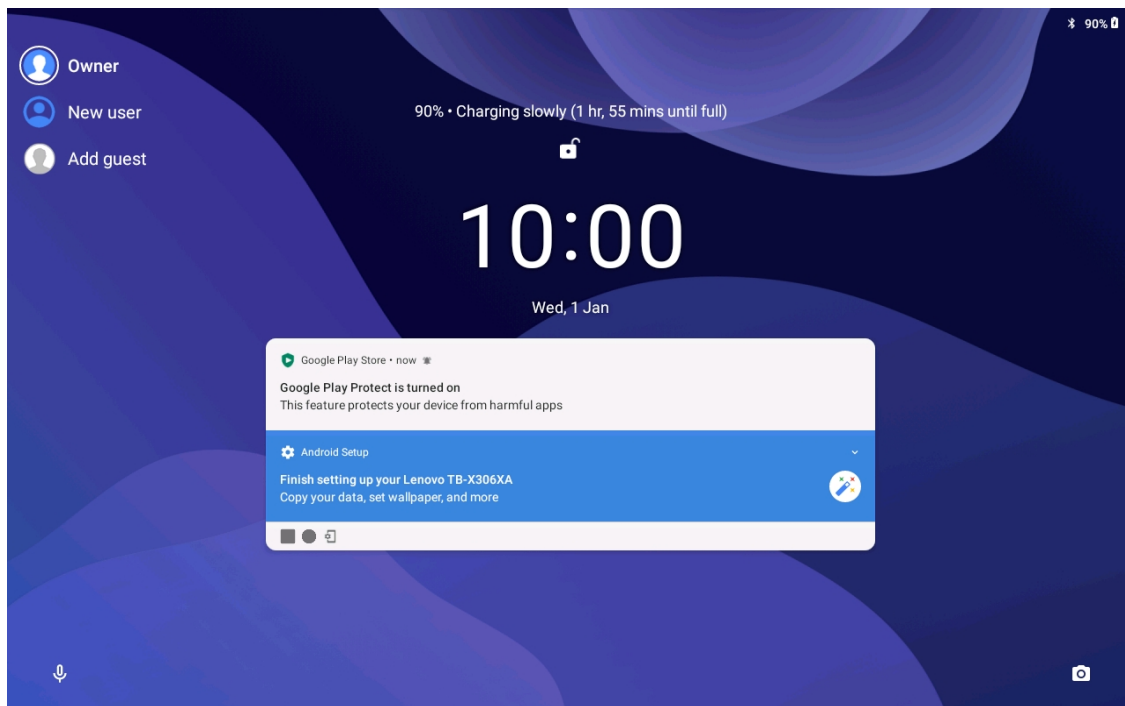 90%
Owner
New user
Add guest
90% • Charging slowly (1 hr, 55 mins until full)
10:00
Wed, 1 Jan
Google Play Store • now
Google Play Protect is turned on
This feature protects your device from harmful apps
Android Setup
Finish setting up your Lenovo TB-X306XA
Copy your data, set wallpaper, and more